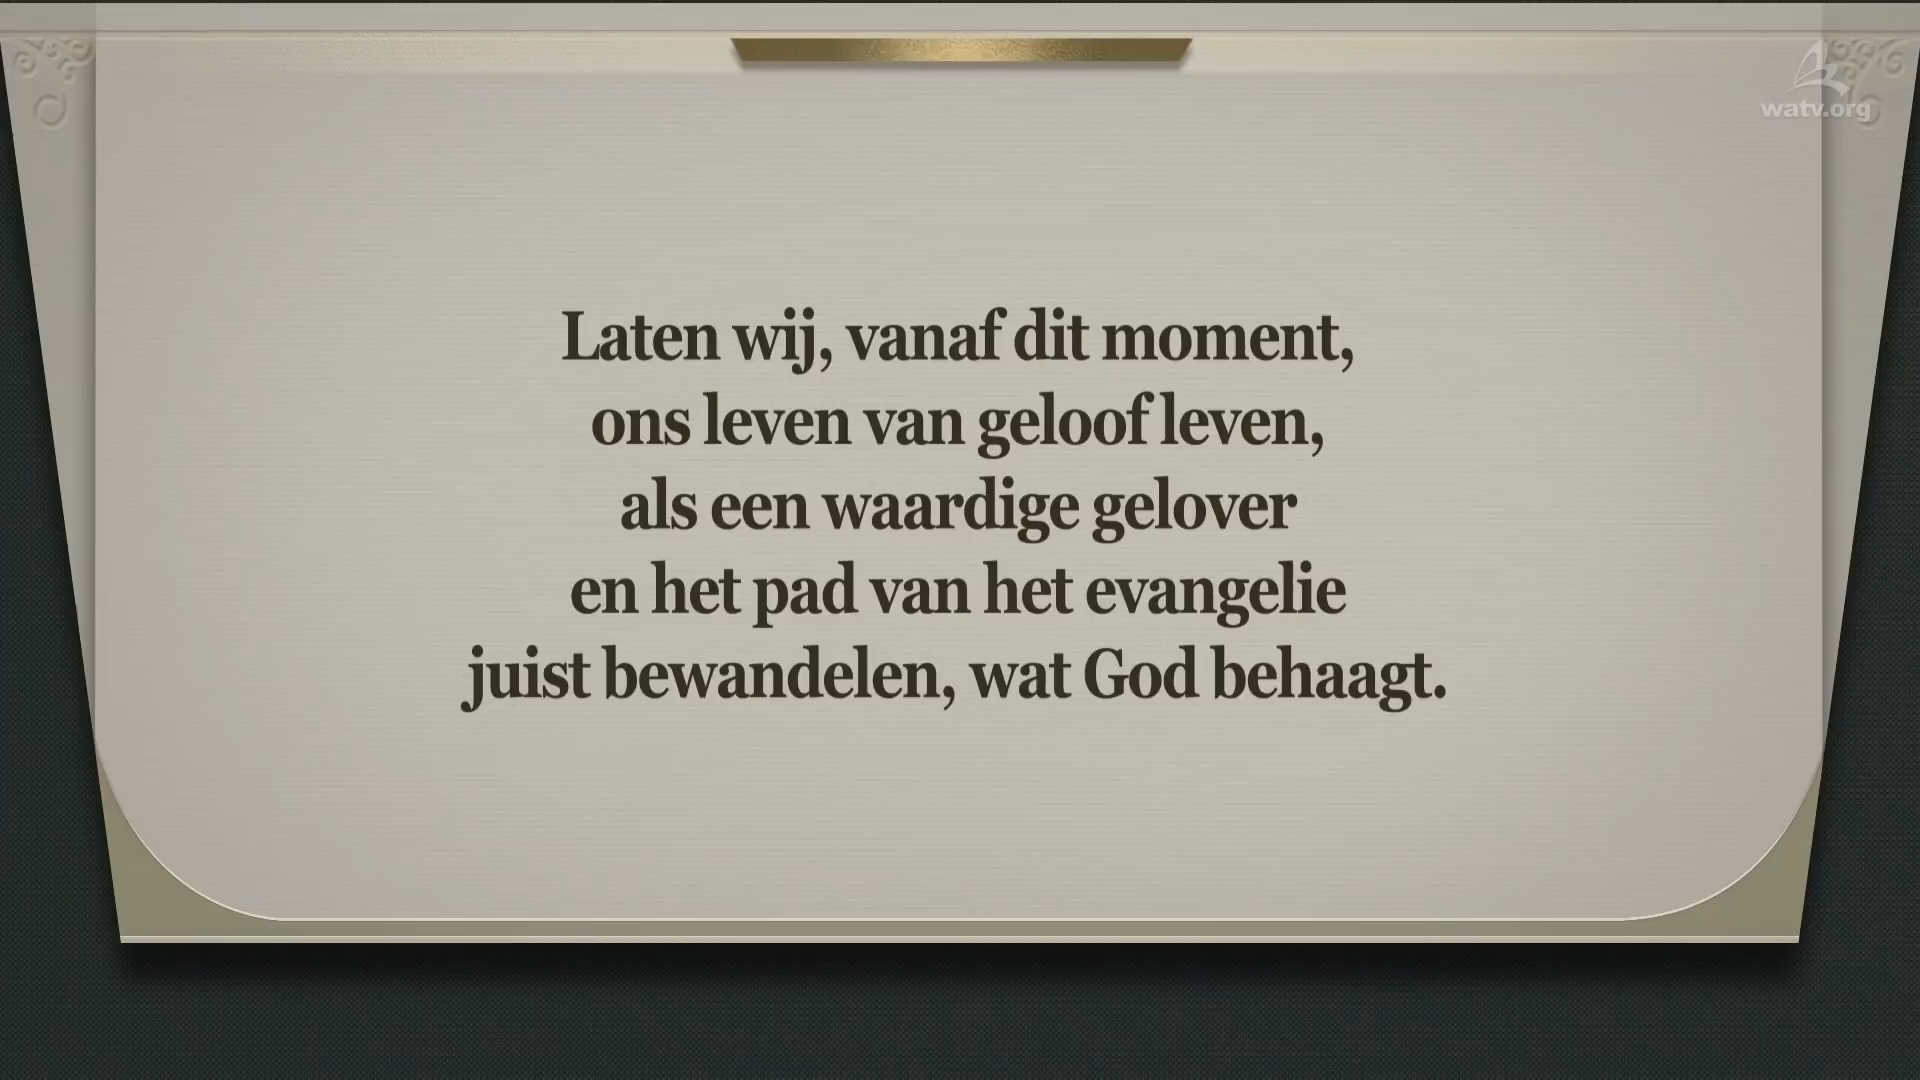 watv.org
Laten wij, vanaf dit moment,
ons leven van geloof leven,
als een waardige gelover
en het pad van het evangelie
juist bewandelen, wat God behaagt.